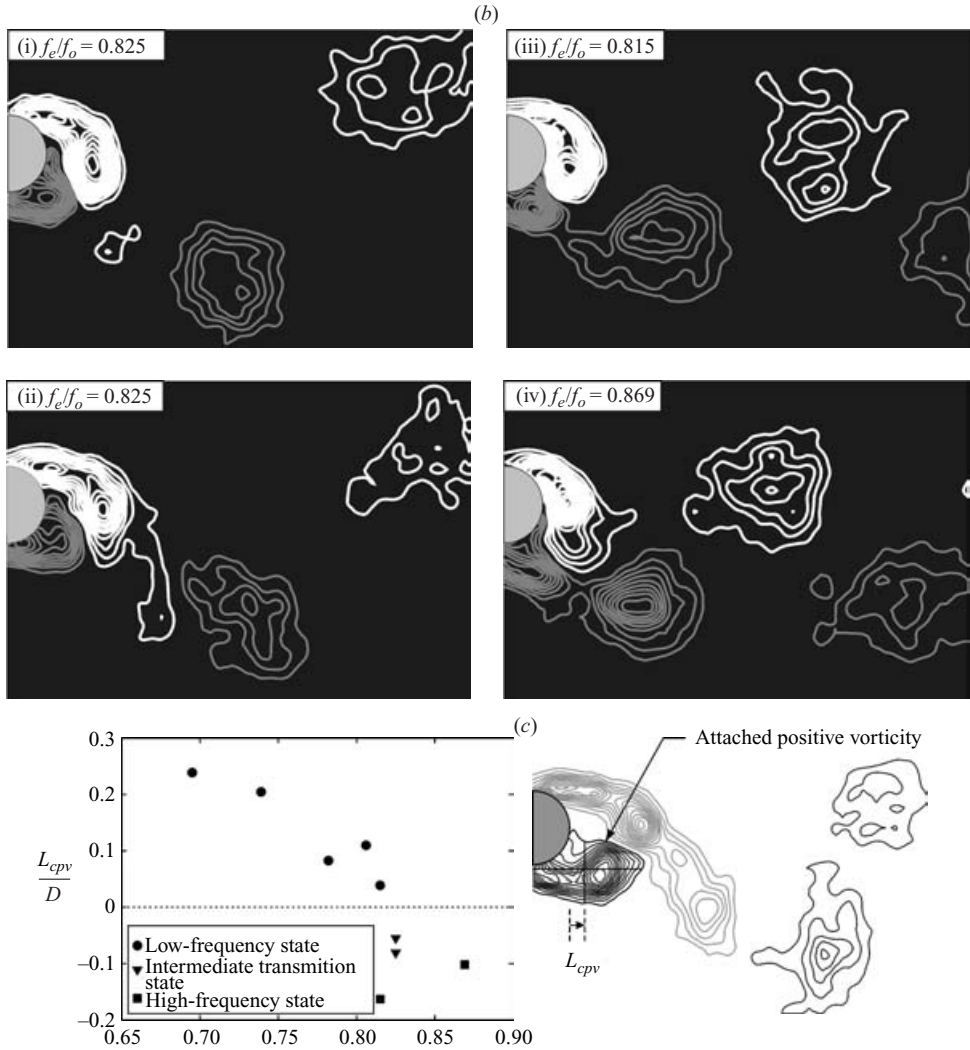 (b)
(i) fe/fo = 0.825
(iii) fe/fo = 0.815
(ii) fe/fo = 0.825
(iv) fe/fo = 0.869
(c)
0.3
0.2
0.1
0
–0.1
–0.2
Lcpv
D
Low-frequency state
Intermediate transmition
state
High-frequency state
0.65
0.70
0.75
0.80
0.85
0.90
Attached positive vorticity
Lcpv